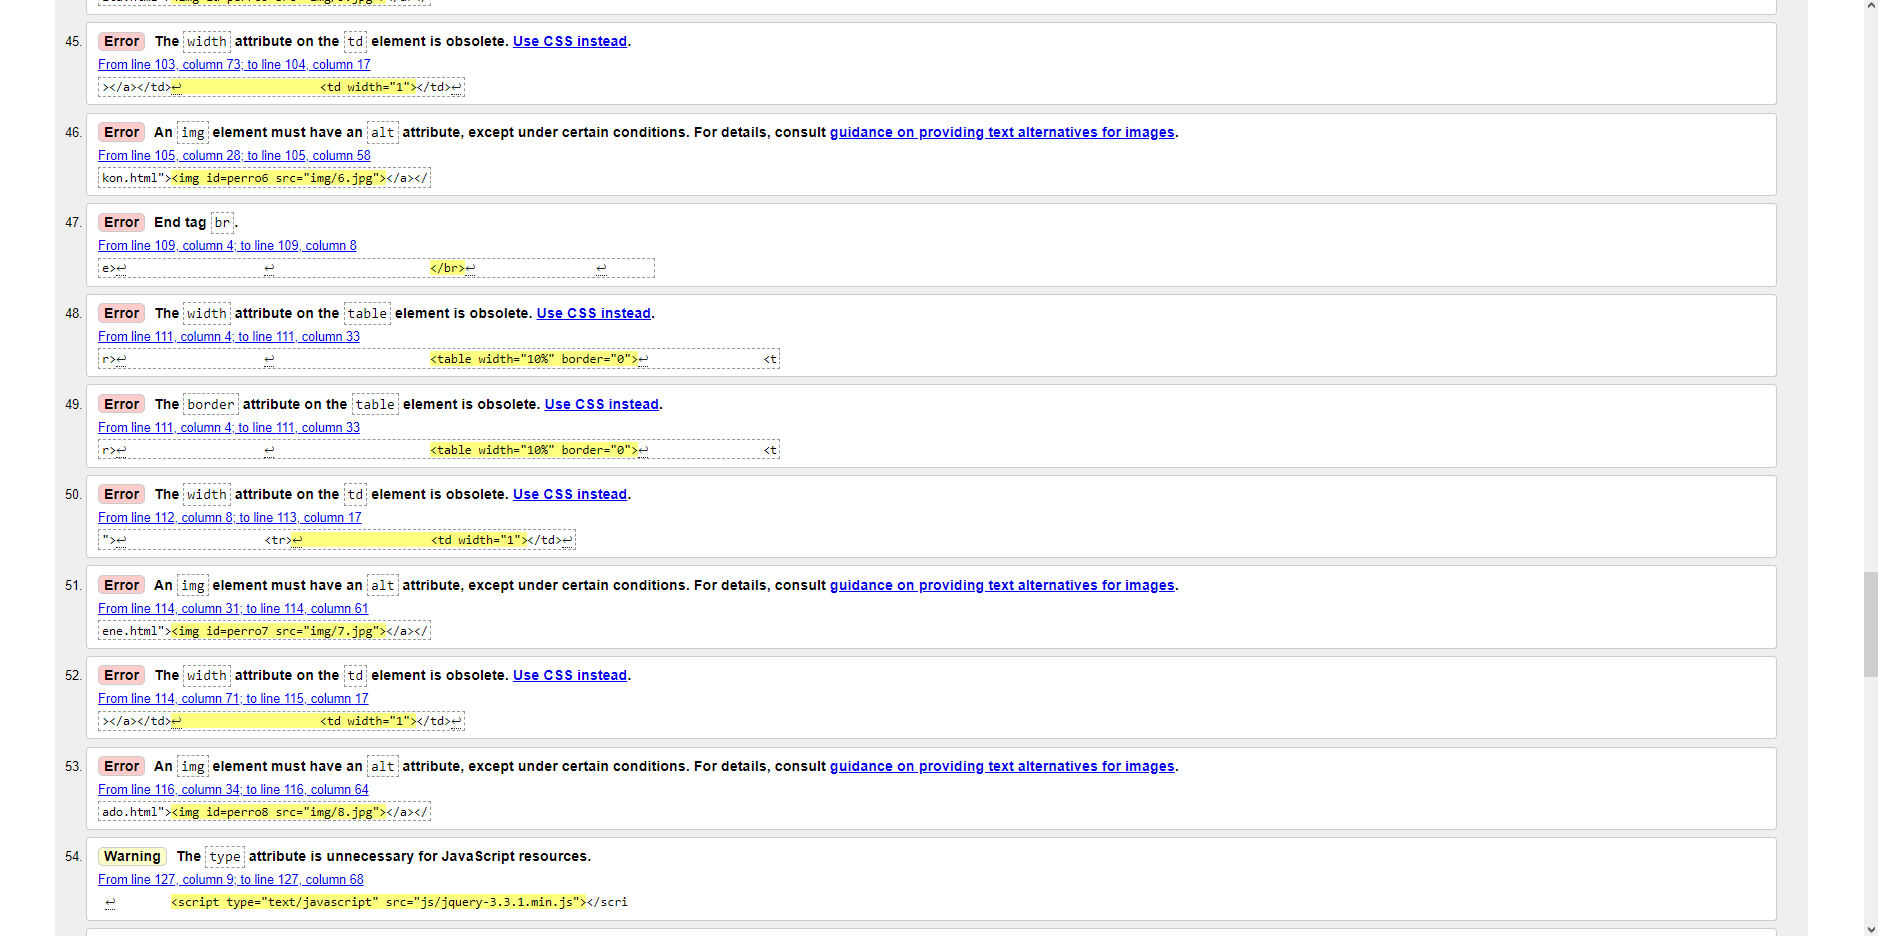 45. Error The width attribute on the td element is obsolete. Use CSS instead.
From line 103, column 73; to line 104, column 17
></a></td>↩ <td width="1"></td>↩
46. Error An img element must have an alt attribute, except under certain conditions. For details, consult guidance on providing text alternatives for images.
From line 105, column 28; to line 105, column 58
kon.html"><img id=perro6 src="img/6.jpg"></a></
47. Error End tag br.
From line 109, column 4; to line 109, column 8
e>↩ ↩ </br>↩ ↩
48. Error The width attribute on the table element is obsolete. Use CSS instead.
From line 111, column 4; to line 111, column 33
r>↩ ↩ <table width="10%" border="0">↩ <t
49. Error The border attribute on the table element is obsolete. Use CSS instead.
From line 111, column 4; to line 111, column 33
r>↩ ↩ <table width="10%" border="0">↩ <t
50. Error The width attribute on the td element is obsolete. Use CSS instead.
From line 112, column 8; to line 113, column 17
">↩ <tr>↩ <td width="1"></td>↩
51. Error An img element must have an alt attribute, except under certain conditions. For details, consult guidance on providing text alternatives for images.
From line 114, column 31; to line 114, column 61
ene.html"><img id=perro7 src="img/7.jpg"></a></
52. Error The width attribute on the td element is obsolete. Use CSS instead.
From line 114, column 71; to line 115, column 17
></a></td>↩ <td width="1"></td>↩
53. Error An img element must have an alt attribute, except under certain conditions. For details, consult guidance on providing text alternatives for images.
From line 116, column 34; to line 116, column 64
ado.html"><img id=perro8 src="img/8.jpg"></a></
54. Warning The type attribute is unnecessary for JavaScript resources.
From line 127, column 9; to line 127, column 68
↩ <script type="text/javascript" src="js/jquery-3.3.1.min.js"></scri